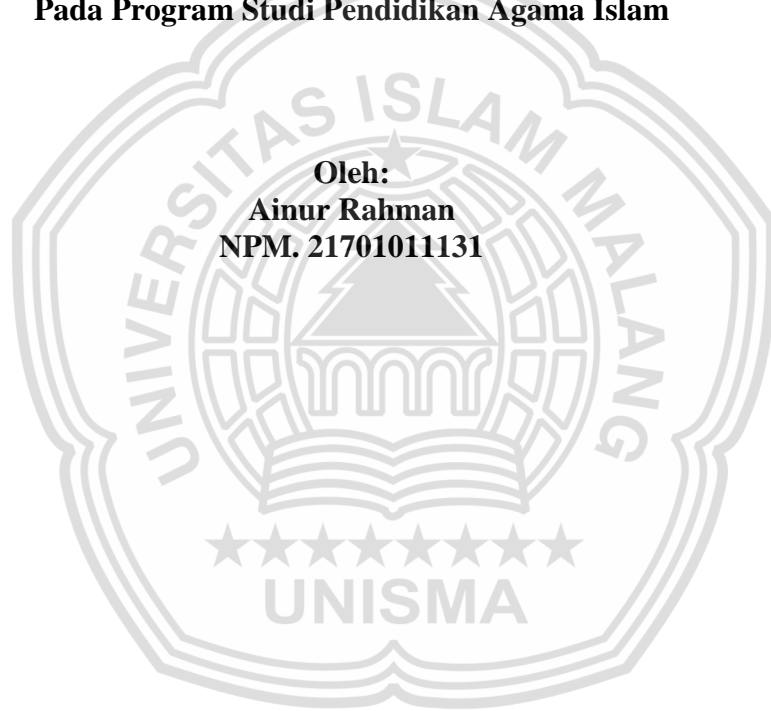 Pada Program Studi Pendidikan Agama Islam
UNIVERSITAS ISLAM MALANG
Oleh:
Ainur Rahman
NPM. 21701011131
UNISMA